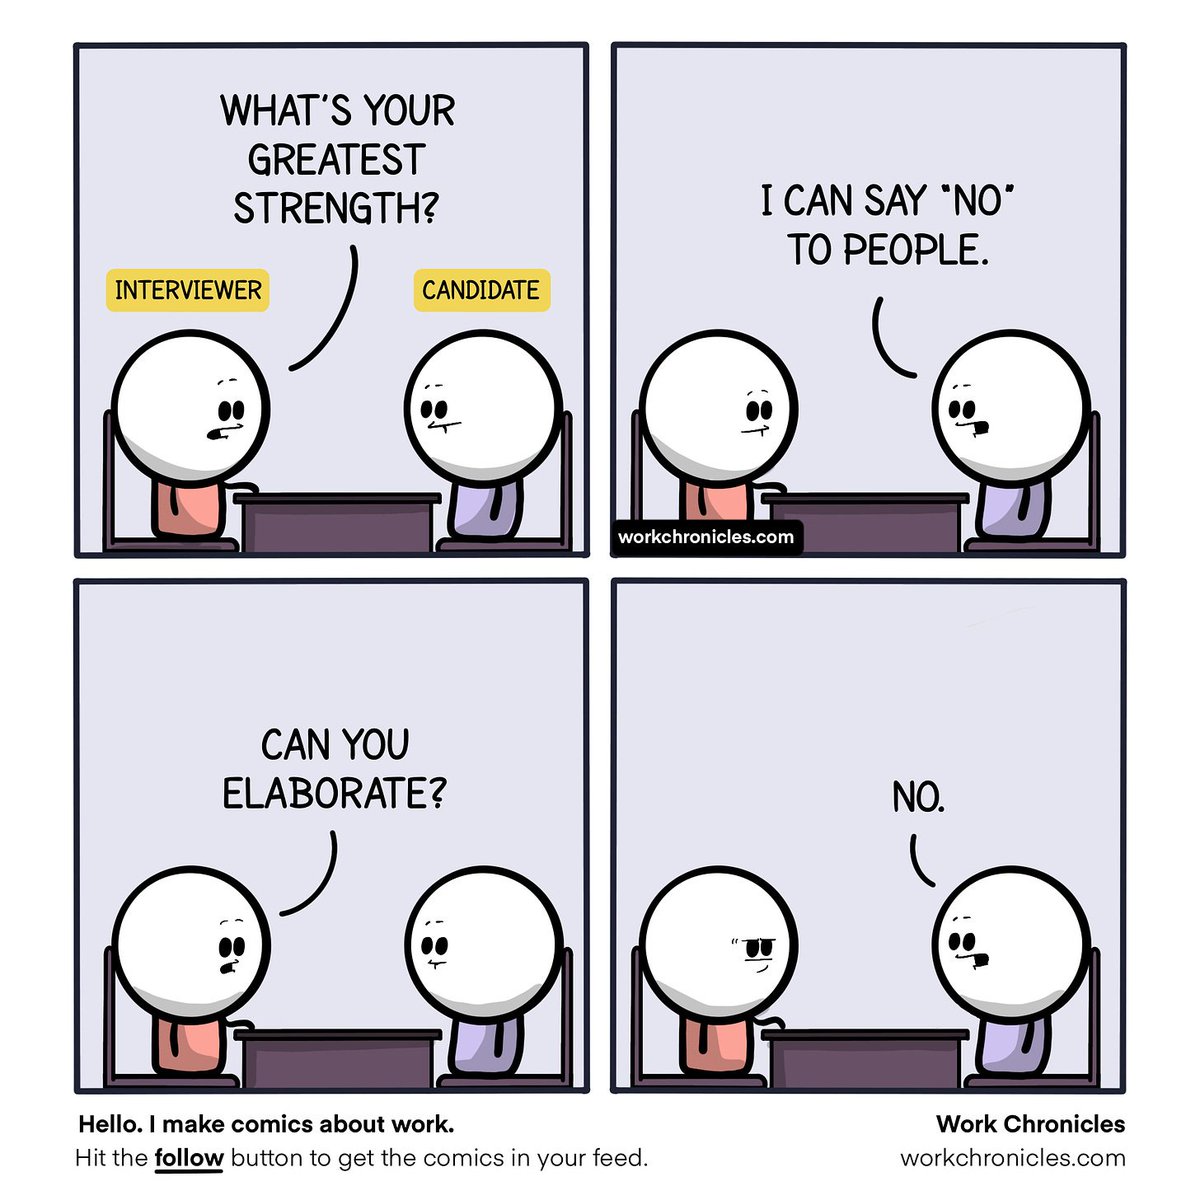 WHAT'S YOUR
GREATEST
STRENGTH?
INTERVIEWER
CANDIDATE
I CAN SAY "NO"
TO PEOPLE.
workchronicles.com
CAN YOU
ELABORATE?
NO.
Hello. I make comics about work.
Hit the follow button to get the comics in your feed.
Work Chronicles
workchronicles.com